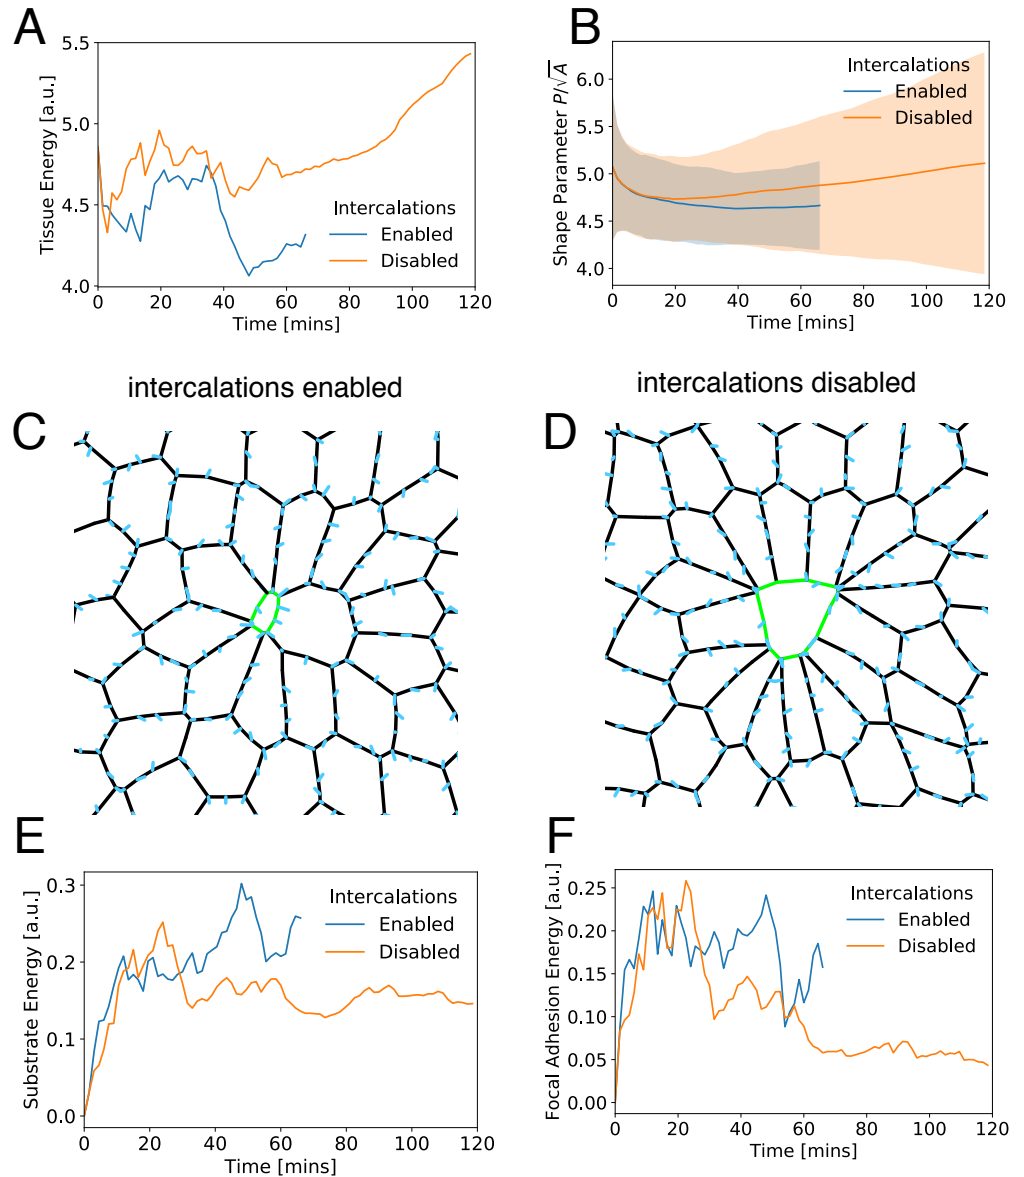 A
Tissue Energy [a.u.]
5.5
5.0
4.5
4.0
0 20 40 60 80 100 120
Time [mins]
Intercalations
Enabled
Disabled
B
Shape Parameter P/√A
6.0
5.5
5.0
4.5
4.0
0 20 40 60 80 100 120
Time [mins]
Intercalations
Enabled
Disabled
intercalations enabled
intercalations disabled
C
D
E
Substrate Energy [a.u.]
0.3
0.2
0.1
0.0
0 20 40 60 80 100 120
Time [mins]
Intercalations
Enabled
Disabled
F
Focal Adhesion Energy [a.u.]
0.25
0.20
0.15
0.10
0.05
0.00
0 20 40 60 80 100 120
Time [mins]
Intercalations
Enabled
Disabled